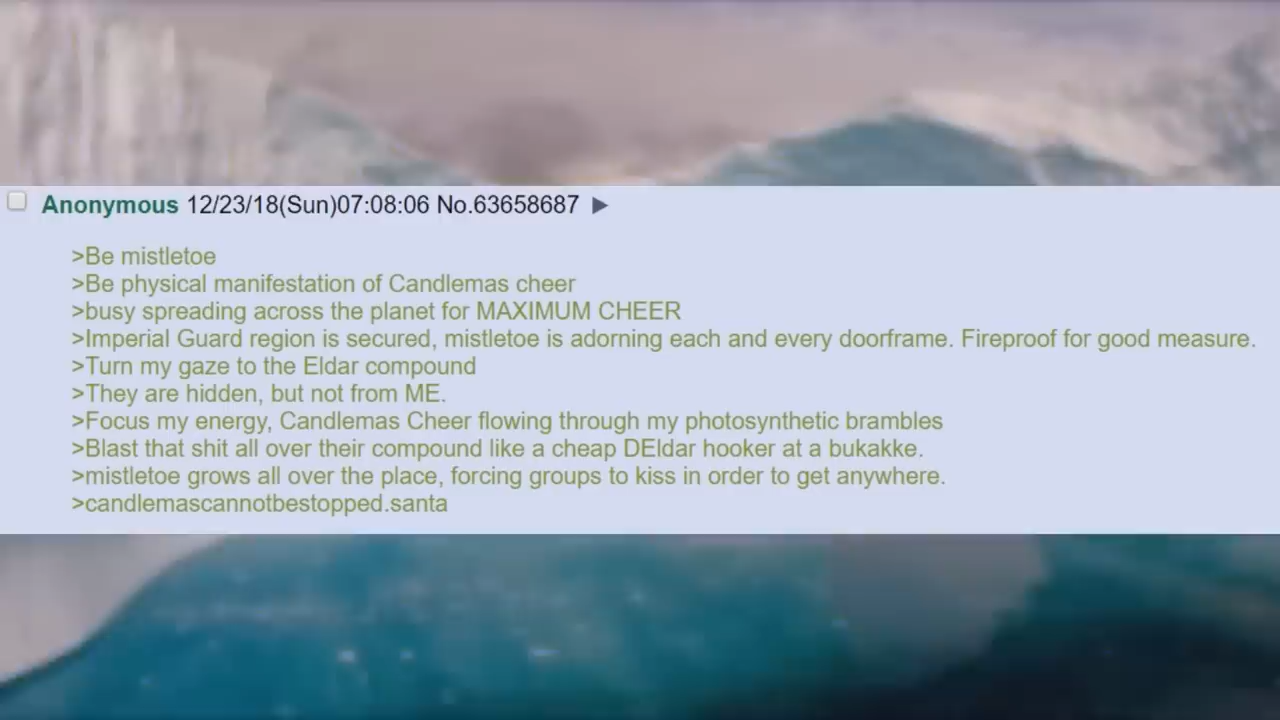 Anonymous 12/23/18(Sun)07:08:06 No.63658687 ▶
>Be mistletoe
>Be physical manifestation of Candlemas cheer
>busy spreading across the planet for MAXIMUM CHEER
>Imperial Guard region is secured, mistletoe is adorning each and every doorframe. Fireproof for good measure.
>Turn my gaze to the Eldar compound
>They are hidden, but not from ME.
>Focus my energy, Candlemas Cheer flowing through my photosynthetic brambles
>Blast that shit all over their compound like a cheap DEldar hooker at a bukakke.
>mistletoe grows all over the place, forcing groups to kiss in order to get anywhere.
>candlemascannotbestopped.santa